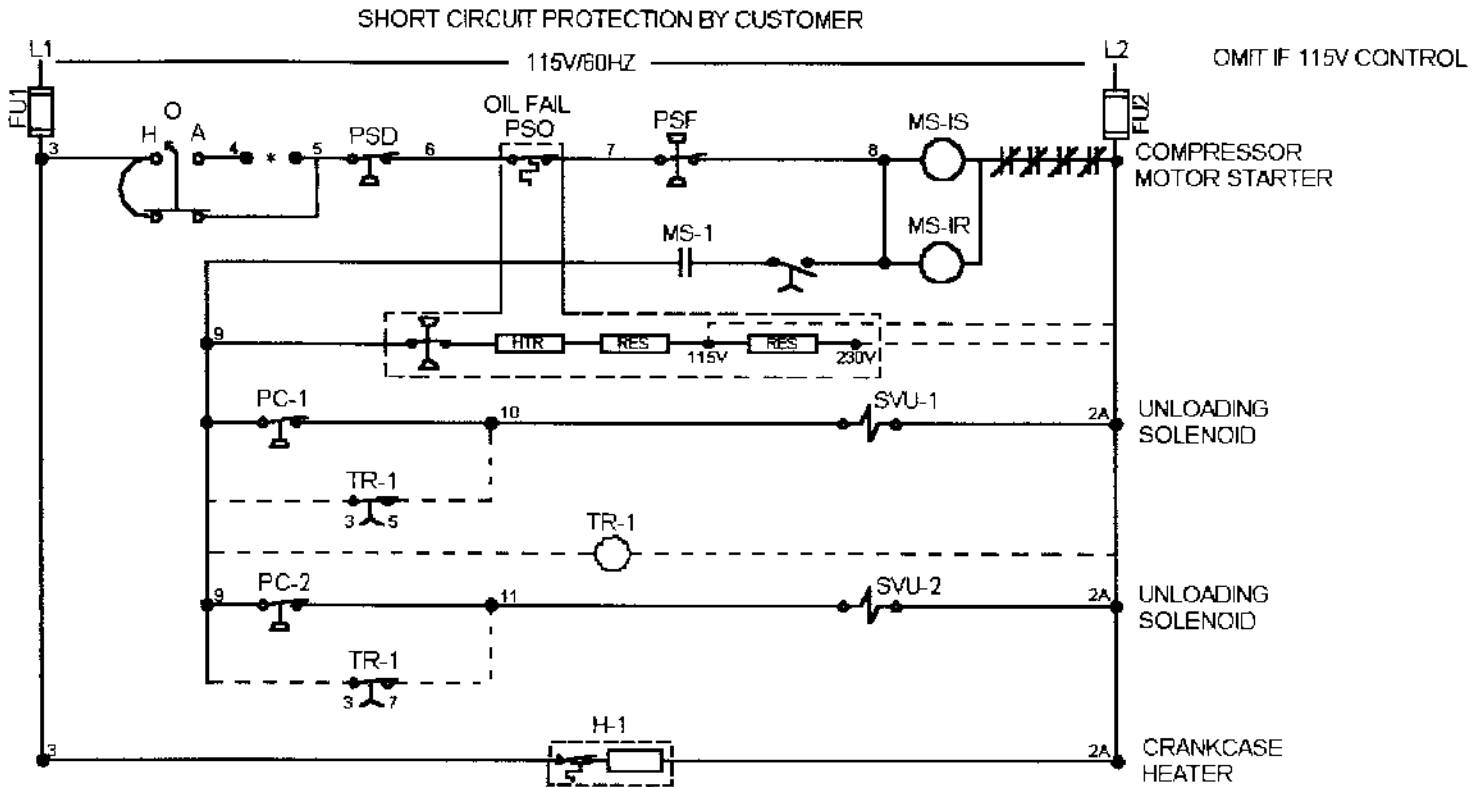 SHORT CIRCUIT PROTECTION BY CUSTOMER
L1 115V/60HZ L2 OMIT IF 115V CONTROL
FU1 FU2
OIL FAIL
H O A PSD PSO PSF MS-IS
3 4 * 5 6 7 8 COMPRESSOR
MOTOR STARTER
MS-1 MS-IR
9 HTR RES 115V RES 230V
PC-1 10 SVU-1 2A UNLOADING
SOLENOID
TR-1
3 5
TR-1
9 PC-2 11 SVU-2 2A UNLOADING
SOLENOID
TR-1
3 7
H-1
3 2A CRANKCASE
HEATER